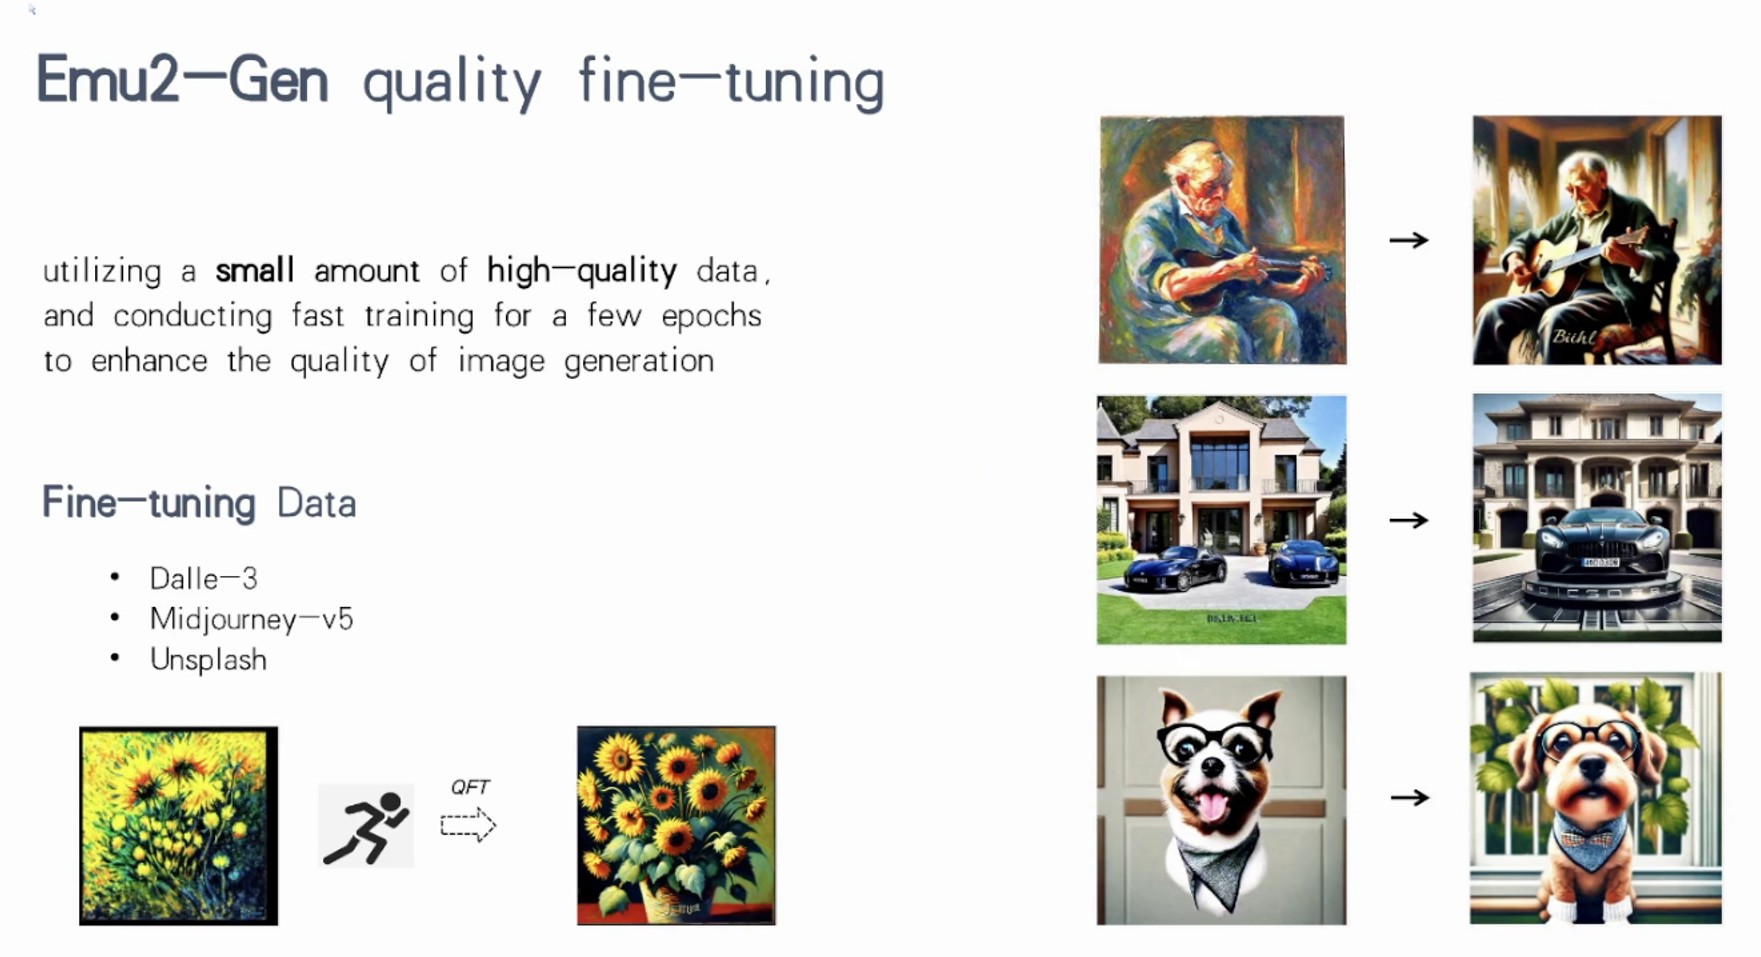 Emu2-Gen quality fine-tuning
utilizing a small amount of high-quality data,
and conducting fast training for a few epochs
to enhance the quality of image generation
Fine-tuning Data
• Dalle-3
• Midjourney-v5
• Unsplash
QFT
Bichl